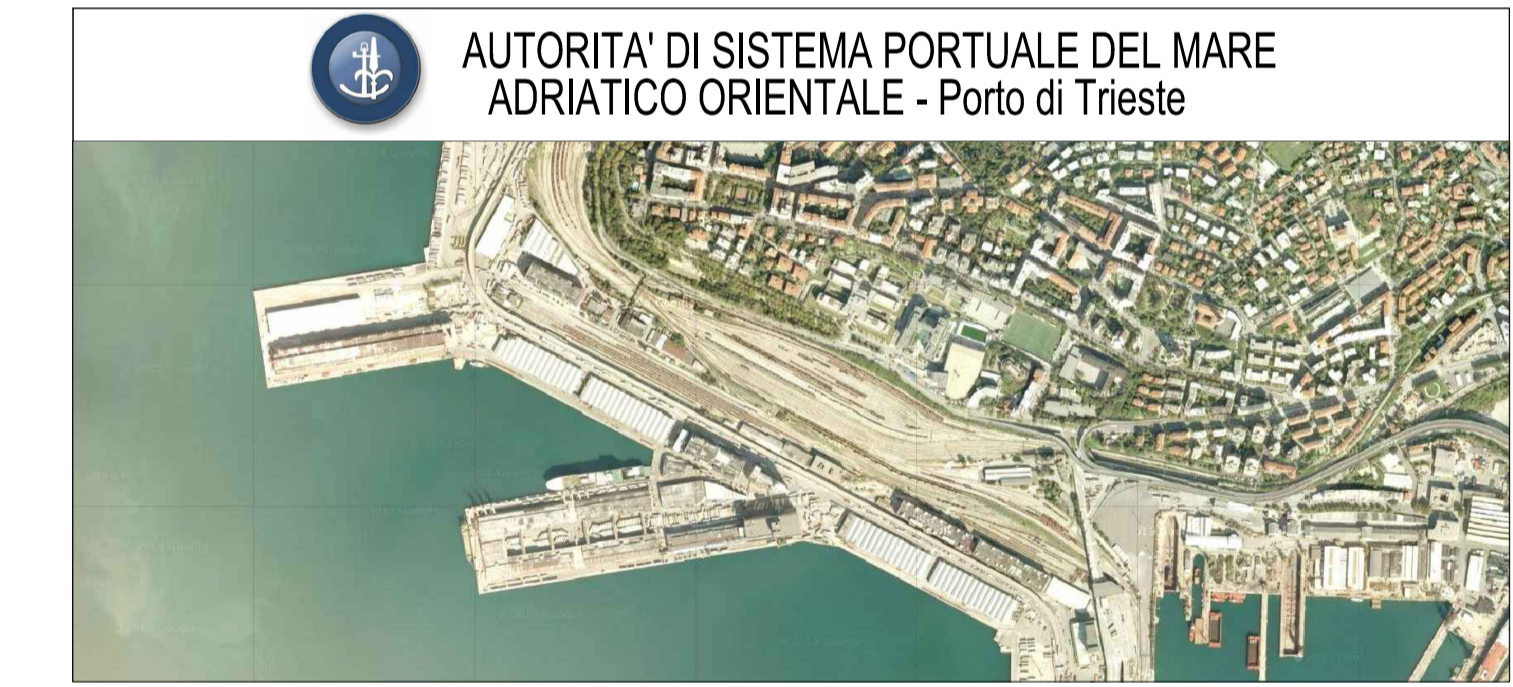 AUTORITA' DI SISTEMA PORTUALE DEL MARE
ADRIATICO ORIENTALE - Porto di Trieste